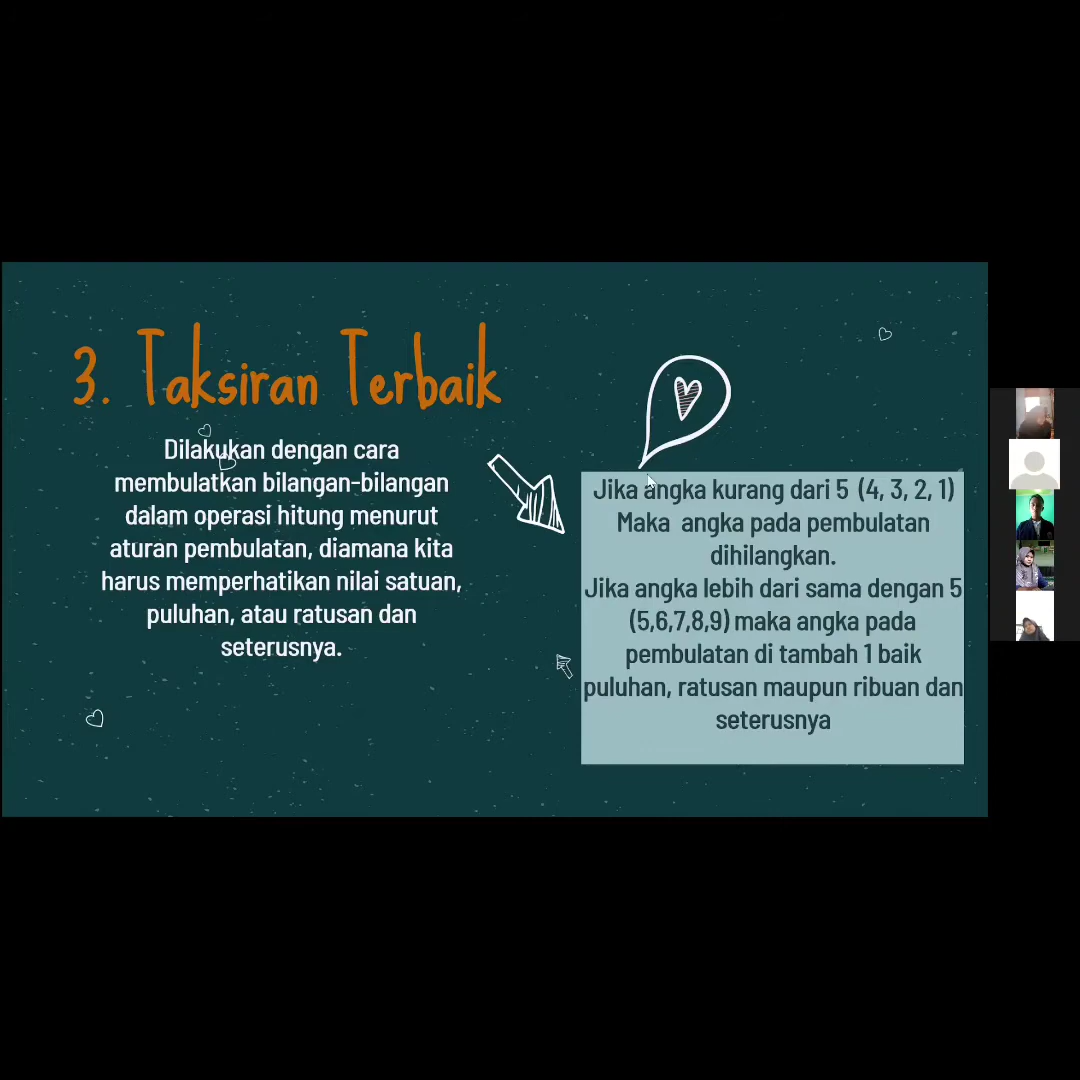 3. Taksiran Terbaik
Dilakukan dengan cara
membulatkan bilangan-bilangan
dalam operasi hitung menurut
aturan pembulatan, diamana kita
harus memperhatikan nilai satuan,
puluhan, atau ratusan dan
seterusnya.
Jika angka kurang dari 5 (4, 3, 2, 1)
Maka angka pada pembulatan
dihilangkan.
Jika angka lebih dari sama dengan 5
(5,6,7,8,9) maka angka pada
pembulatan di tambah 1 baik
puluhan, ratusan maupun ribuan dan
seterusnya